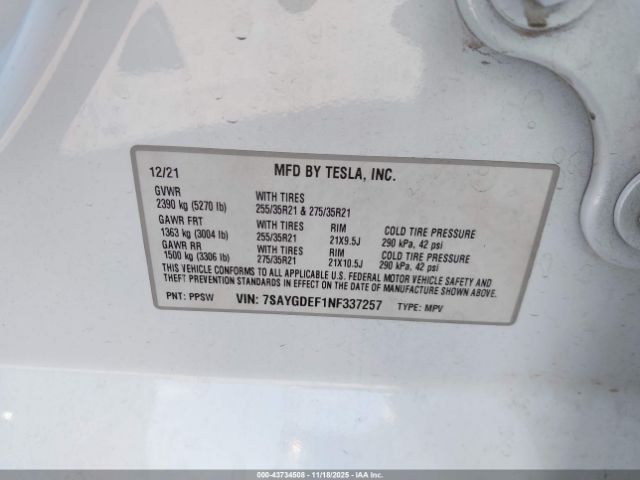 12/21 MFD BY TESLA, INC.
GVWR WITH TIRES
2390 kg (5270 lb) 255/35R21 & 275/35R21
GAWR FRT WITH TIRES RIM COLD TIRE PRESSURE
1363 kg (3004 lb) 255/35R21 21X9.5J 290 kPa, 42 psi
GAWR RR WITH TIRES RIM COLD TIRE PRESSURE
1500 kg (3306 lb) 275/35R21 21X10.5J 290 kPa, 42 psi
THIS VEHICLE CONFORMS TO ALL APPLICABLE U.S. FEDERAL MOTOR VEHICLE SAFETY AND
THEFT PREVENTION STANDARDS IN EFFECT ON THE DATE OF MANUFACTURE SHOWN ABOVE.
PNT: PPSW VIN: 7SAYGDEF1NF337257 TYPE: MPV
000-43734508 - 11/18/2025 - IAA Inc.